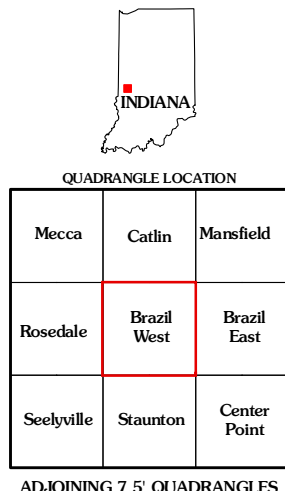 INDIANA
QUADRANGLE LOCATION
Mecca
Catlin
Mansfield
Rosedale
Brazil
West
Brazil
East
Seelyville
Staunton
Center
Point
ADJOINING 7.5' QUADRANGLES